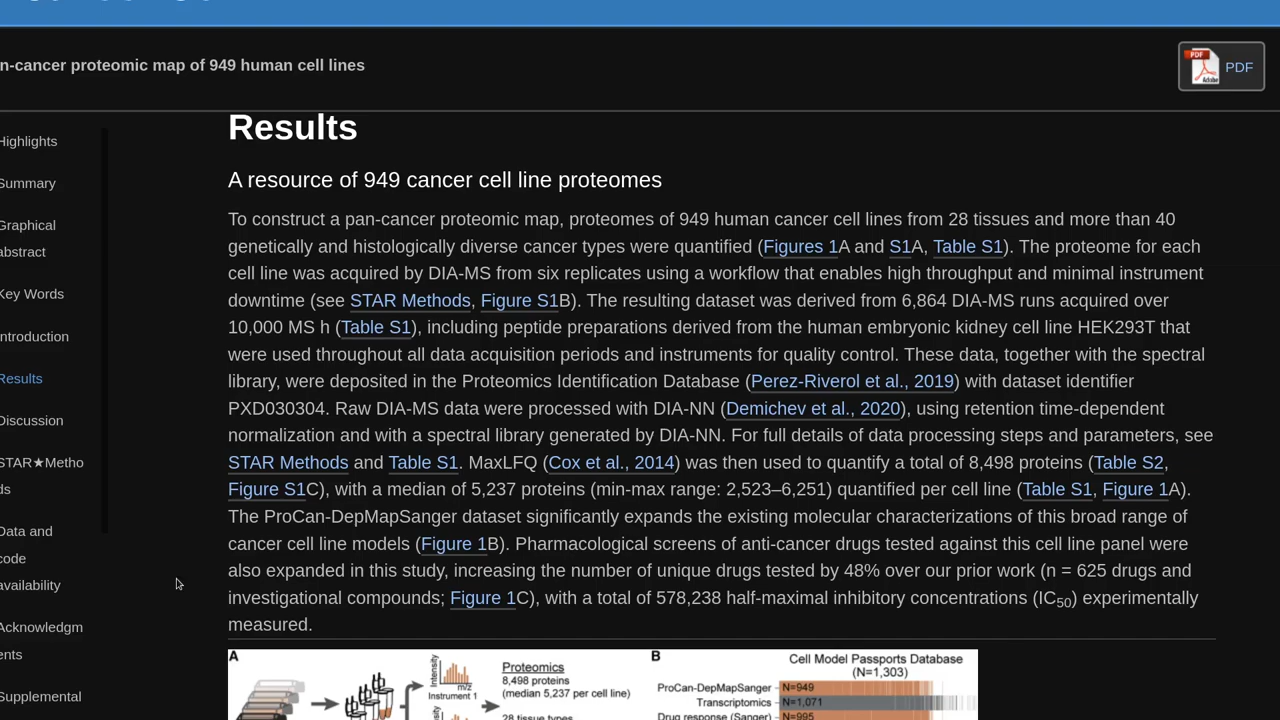 n-cancer proteomic map of 949 human cell lines
PDF
PDF
Adobe
Highlights
Summary
Graphical
abstract
Key Words
ntroduction
Results
Discussion
STAR★Metho
ds
Data and
code
availability
Acknowledgm
ents
Supplemental
Results
A resource of 949 cancer cell line proteomes
To construct a pan-cancer proteomic map, proteomes of 949 human cancer cell lines from 28 tissues and more than 40
genetically and histologically diverse cancer types were quantified (Figures 1A and S1A, Table S1). The proteome for each
cell line was acquired by DIA-MS from six replicates using a workflow that enables high throughput and minimal instrument
downtime (see STAR Methods, Figure S1B). The resulting dataset was derived from 6,864 DIA-MS runs acquired over
10,000 MS h (Table S1), including peptide preparations derived from the human embryonic kidney cell line HEK293T that
were used throughout all data acquisition periods and instruments for quality control. These data, together with the spectral
library, were deposited in the Proteomics Identification Database (Perez-Riverol et al., 2019) with dataset identifier
PXD030304. Raw DIA-MS data were processed with DIA-NN (Demichev et al., 2020), using retention time-dependent
normalization and with a spectral library generated by DIA-NN. For full details of data processing steps and parameters, see
STAR Methods and Table S1. MaxLFQ (Cox et al., 2014) was then used to quantify a total of 8,498 proteins (Table S2,
Figure S1C), with a median of 5,237 proteins (min-max range: 2,523–6,251) quantified per cell line (Table S1, Figure 1A).
The ProCan-DepMapSanger dataset significantly expands the existing molecular characterizations of this broad range of
cancer cell line models (Figure 1B). Pharmacological screens of anti-cancer drugs tested against this cell line panel were
also expanded in this study, increasing the number of unique drugs tested by 48% over our prior work (n = 625 drugs and
investigational compounds; Figure 1C), with a total of 578,238 half-maximal inhibitory concentrations (IC50) experimentally
measured.
A
Intensity
m/z
Instrument 1
Proteomics
8,498 proteins
(median 5,237 per cell line)
28 tissue types
B
Cell Model Passports Database
(N=1,303)
ProCan-DepMapSanger N=949
Transcriptomics N=1,071
Drug response (Sanger) N=995